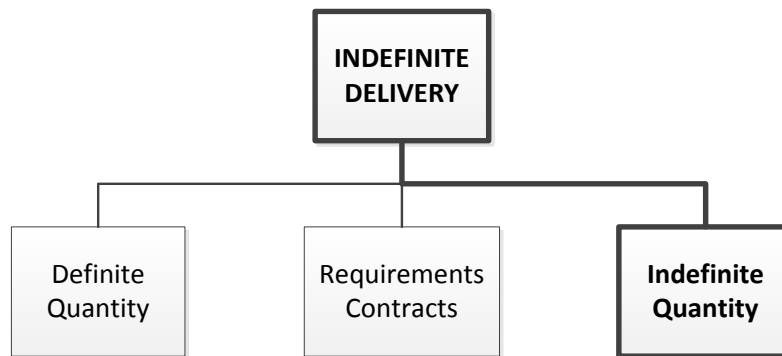 INDEFINITE
DELIVERY
Definite
Quantity
Requirements
Contracts
Indefinite
Quantity